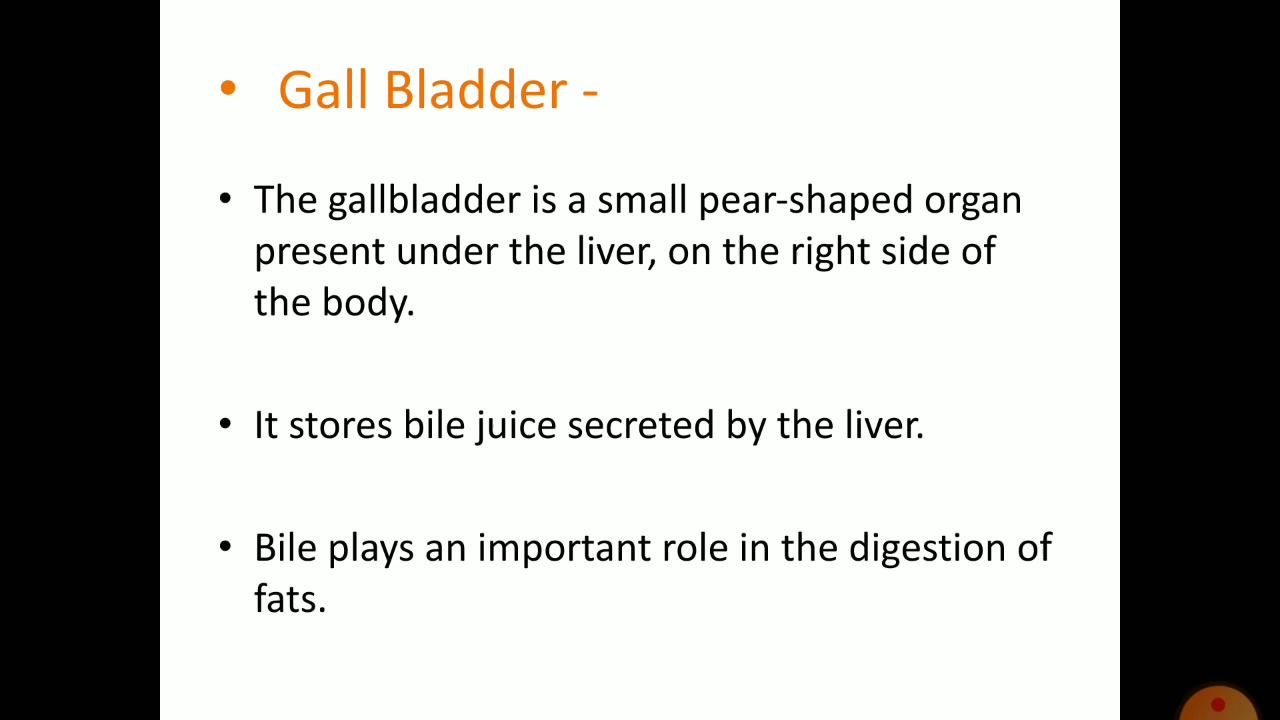 • Gall Bladder -
• The gallbladder is a small pear-shaped organ
present under the liver, on the right side of
the body.
• It stores bile juice secreted by the liver.
• Bile plays an important role in the digestion of
fats.